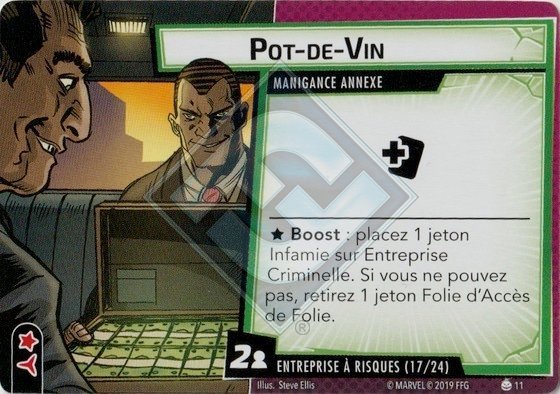 POT-DE-VIN
MANIGANCE ANNEXE
★ Boost : placez 1 jeton
Infamie sur Entreprise
Criminelle. Si vous ne pouvez
pas, retirez 1 jeton Folie d'Accès
de Folie.
®
2
ENTREPRISE À RISQUES (17/24)
Illus. Steve Ellis
© MARVEL © 2019 FFG
11